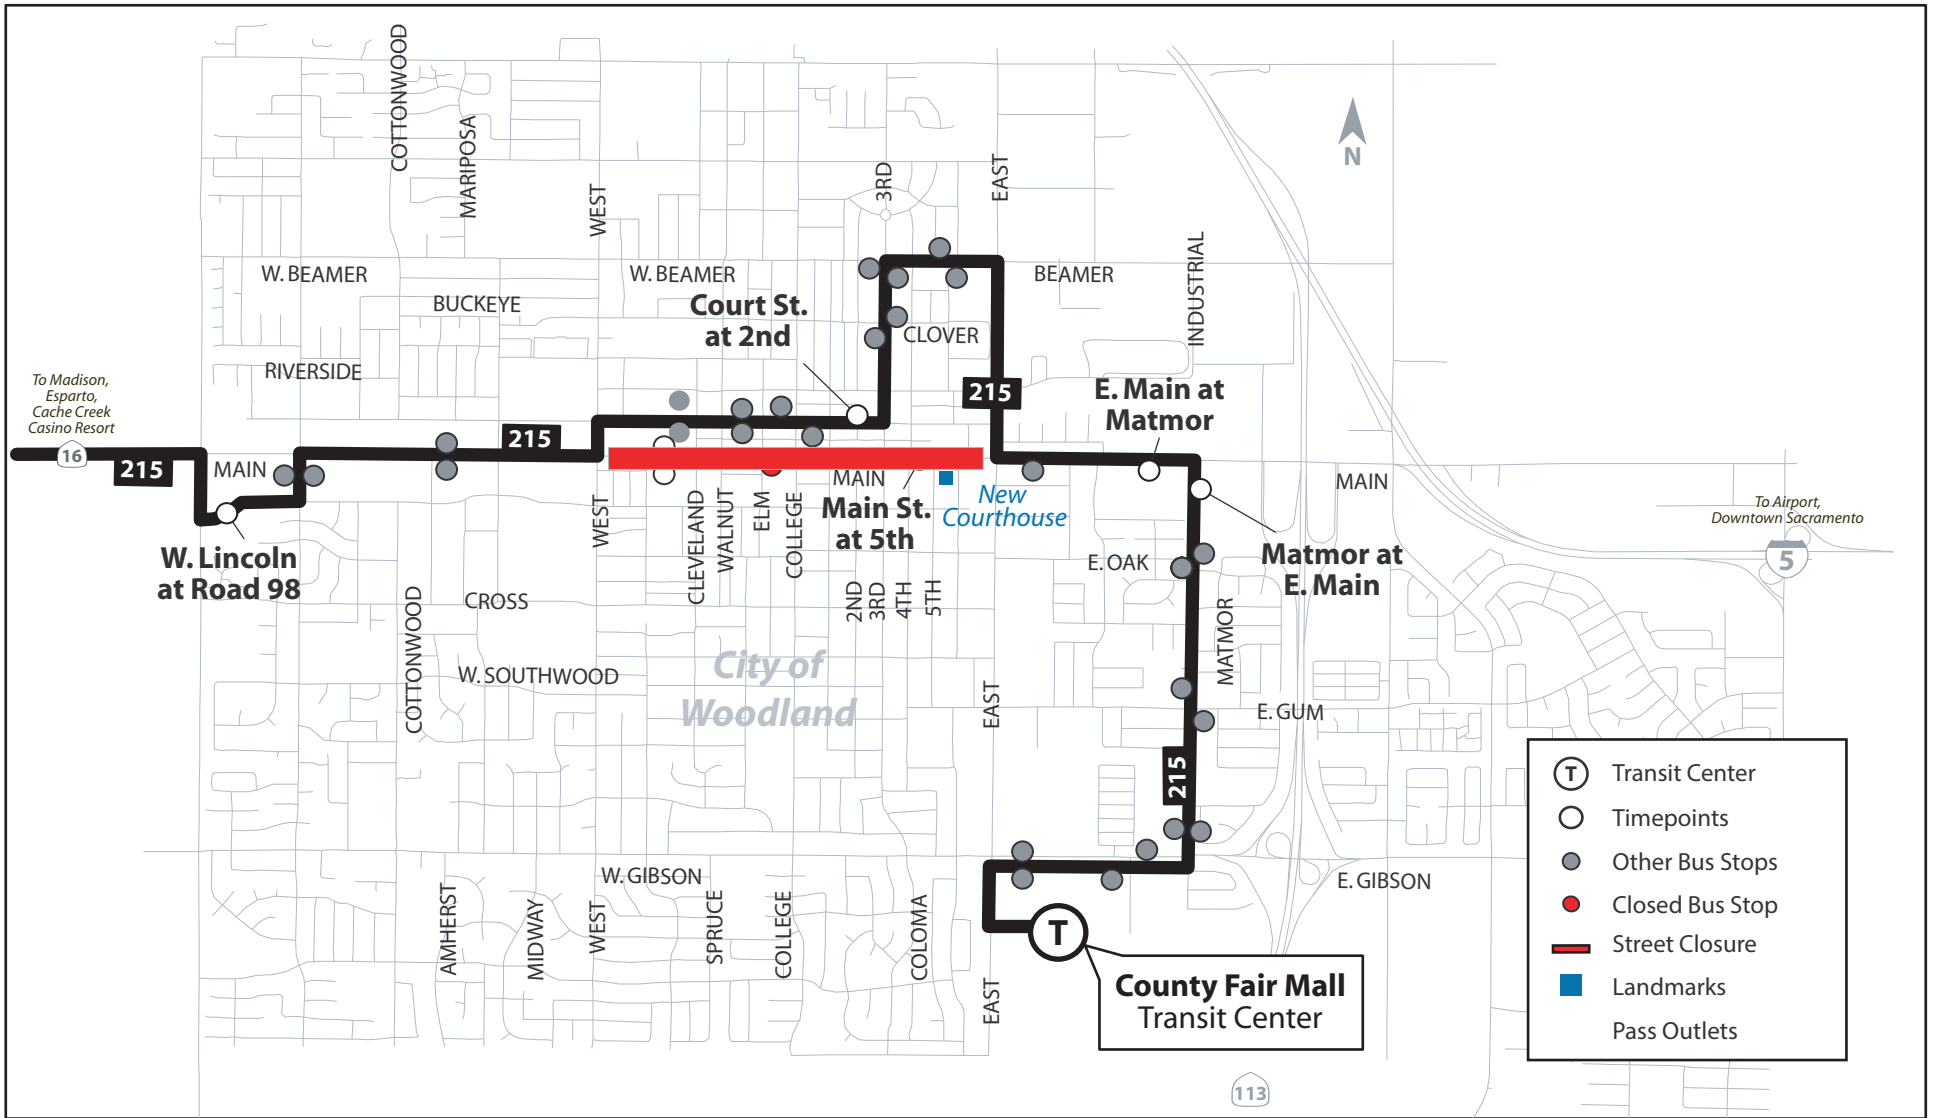 COTTONWOOD
MARIPOSA
WEST
3RD
EAST
N
INDUSTRIAL
W. BEAMER
W. BEAMER
BEAMER
BUCKEYE
Court St.
at 2nd
CLOVER
RIVERSIDE
To Madison,
Esparto,
Cache Creek
Casino Resort
16
215
MAIN
215
215
E. Main at
Matmor
W. Lincoln
at Road 98
WEST
CLEVELAND
WALNUT
ELM
COLLEGE
MAIN
Main St.
at 5th
New
Courthouse
MAIN
To Airport,
Downtown Sacramento
5
E. OAK
Matmor at
E. Main
2ND
3RD
4TH
5TH
CROSS
COTTONWOOD
W. SOUTHWOOD
City of
Woodland
EAST
MATMOR
E. GUM
215
W. GIBSON
E. GIBSON
AMHERST
MIDWAY
WEST
SPRUCE
COLLEGE
COLOMA
EAST
T
County Fair Mall
Transit Center
113
T Transit Center
Timepoints
Other Bus Stops
Closed Bus Stop
Street Closure
Landmarks
Pass Outlets